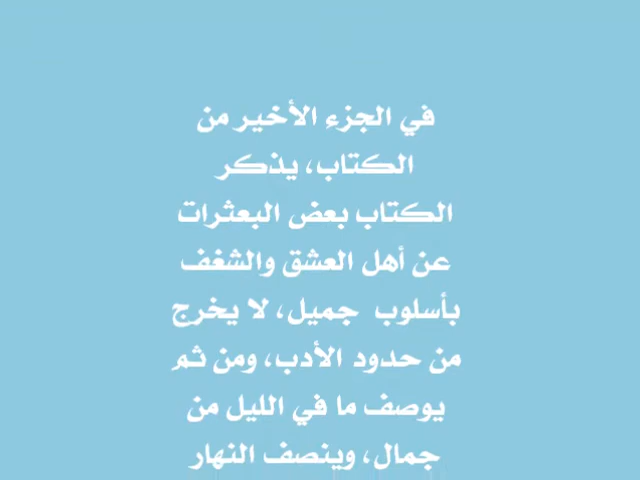 في الجزء الأخير من
الكتاب، يذكر
الكتاب بعض البعثرات
عن أهل العشق والشغف
بأسلوب جميل، لا يخرج
من حدود الأدب، ومن ثم
يوصف ما في الليل من
جمال، وينصف النهار